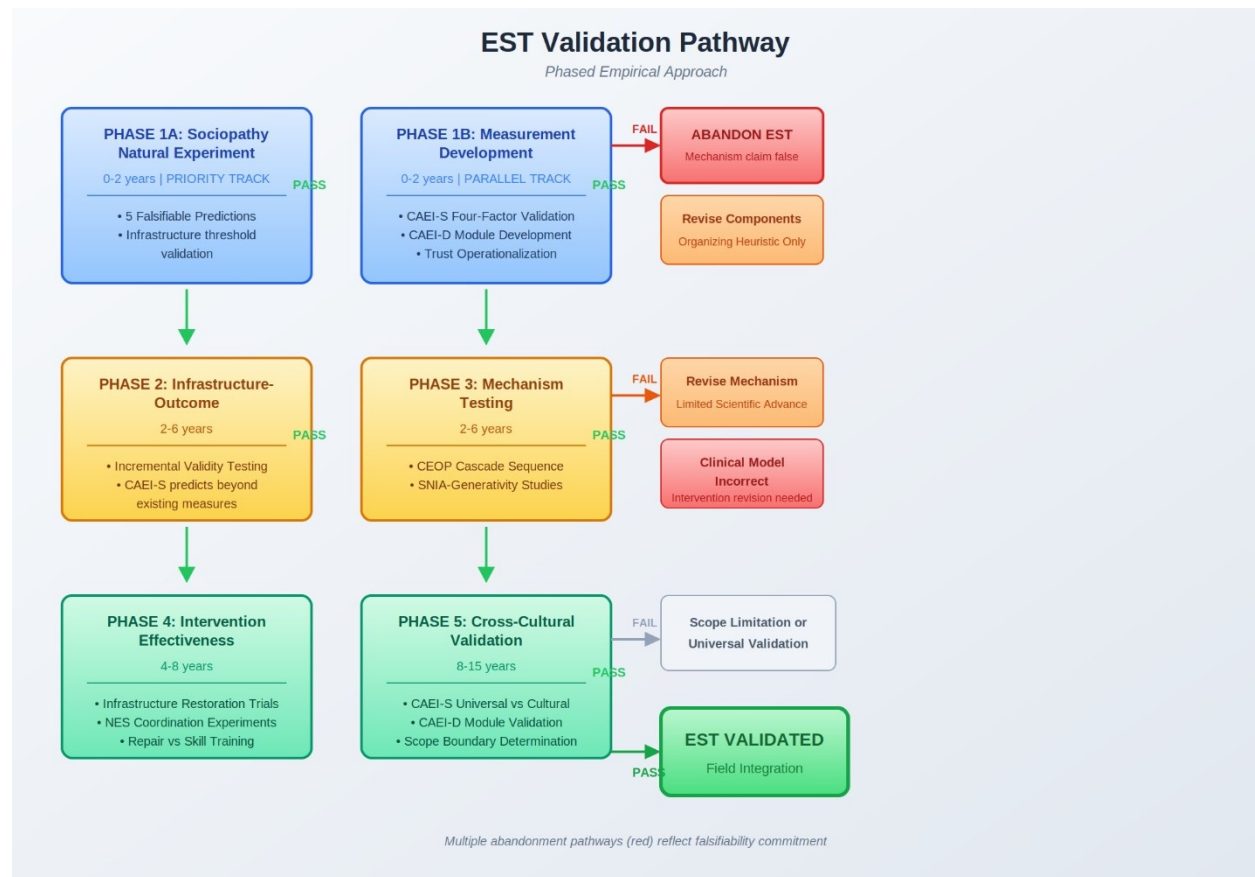 EST Validation Pathway
Phased Empirical Approach
PHASE 1A: Sociopathy
Natural Experiment
0-2 years | PRIORITY TRACK
PASS
• 5 Falsifiable Predictions
• Infrastructure threshold
validation
PHASE 1B: Measurement
Development
0-2 years | PARALLEL TRACK
PASS
• CAEI-S Four-Factor Validation
• CAEI-D Module Development
• Trust Operationalization
FAIL
ABANDON EST
Mechanism claim false
Revise Components
Organizing Heuristic Only
PHASE 2: Infrastructure-
Outcome
2-6 years
PASS
• Incremental Validity Testing
• CAEI-S predicts beyond
existing measures
PHASE 3: Mechanism
Testing
2-6 years
PASS
• CEOP Cascade Sequence
• SNIA-Generativity Studies
FAIL
Revise Mechanism
Limited Scientific Advance
Clinical Model
Incorrect
Intervention revision needed
PHASE 4: Intervention
Effectiveness
4-8 years
• Infrastructure Restoration Trials
• NES Coordination Experiments
• Repair vs Skill Training
PHASE 5: Cross-Cultural
Validation
8-15 years
PASS
• CAEI-S Universal vs Cultural
• CAEI-D Module Validation
• Scope Boundary Determination
FAIL
Scope Limitation or
Universal Validation
PASS
EST VALIDATED
Field Integration
Multiple abandonment pathways (red) reflect falsifiability commitment